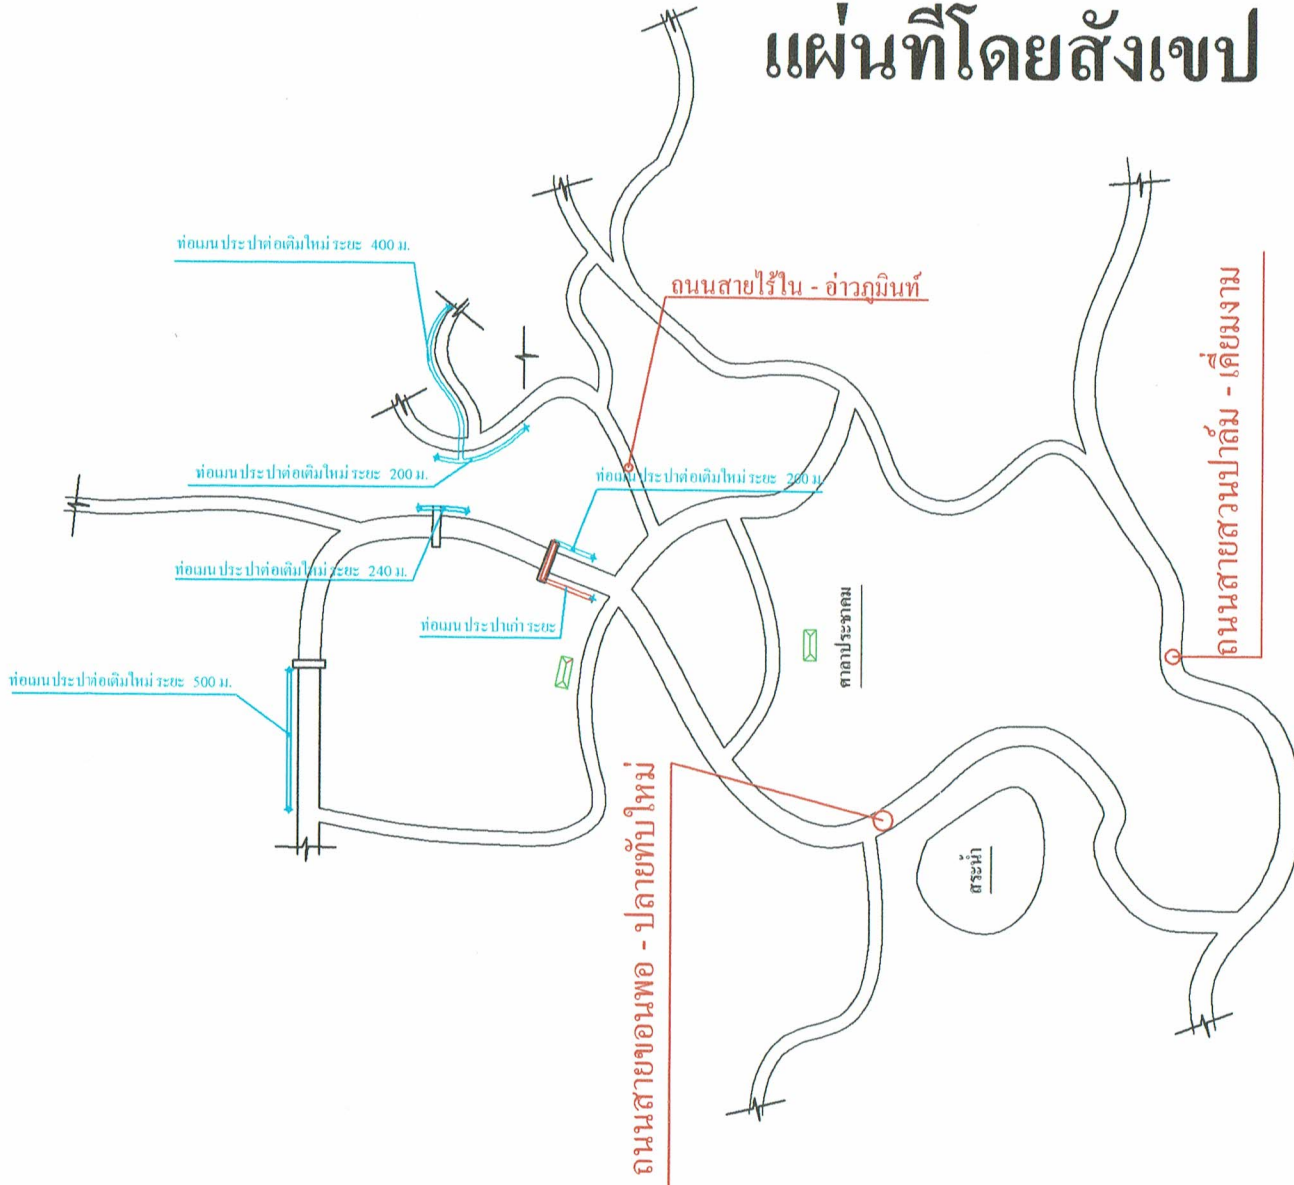 แผ่นที่โดยสังเขป
ท่อเมนประปาต่อเติมใหม่ ระยะ 400 ม.
ถนนสายไร้ใน - อ่าวภูมินท์
ถนนสายสวนปาล์ม - เคี่ยมงาม
ท่อเมนประปาต่อเติมใหม่ ระยะ 200 ม.
ท่อเมนประปาต่อเติมใหม่ ระยะ 200 ม.
ท่อเมนประปาต่อเติมใหม่ ระยะ 240 ม.
ท่อเมนประปาเก่า ระยะ
ศาลาประชาคม
ท่อเมนประปาต่อเติมใหม่ ระยะ 500 ม.
ถนนสายขอนพอ - ปลายทับใหม่
สระน้ำ